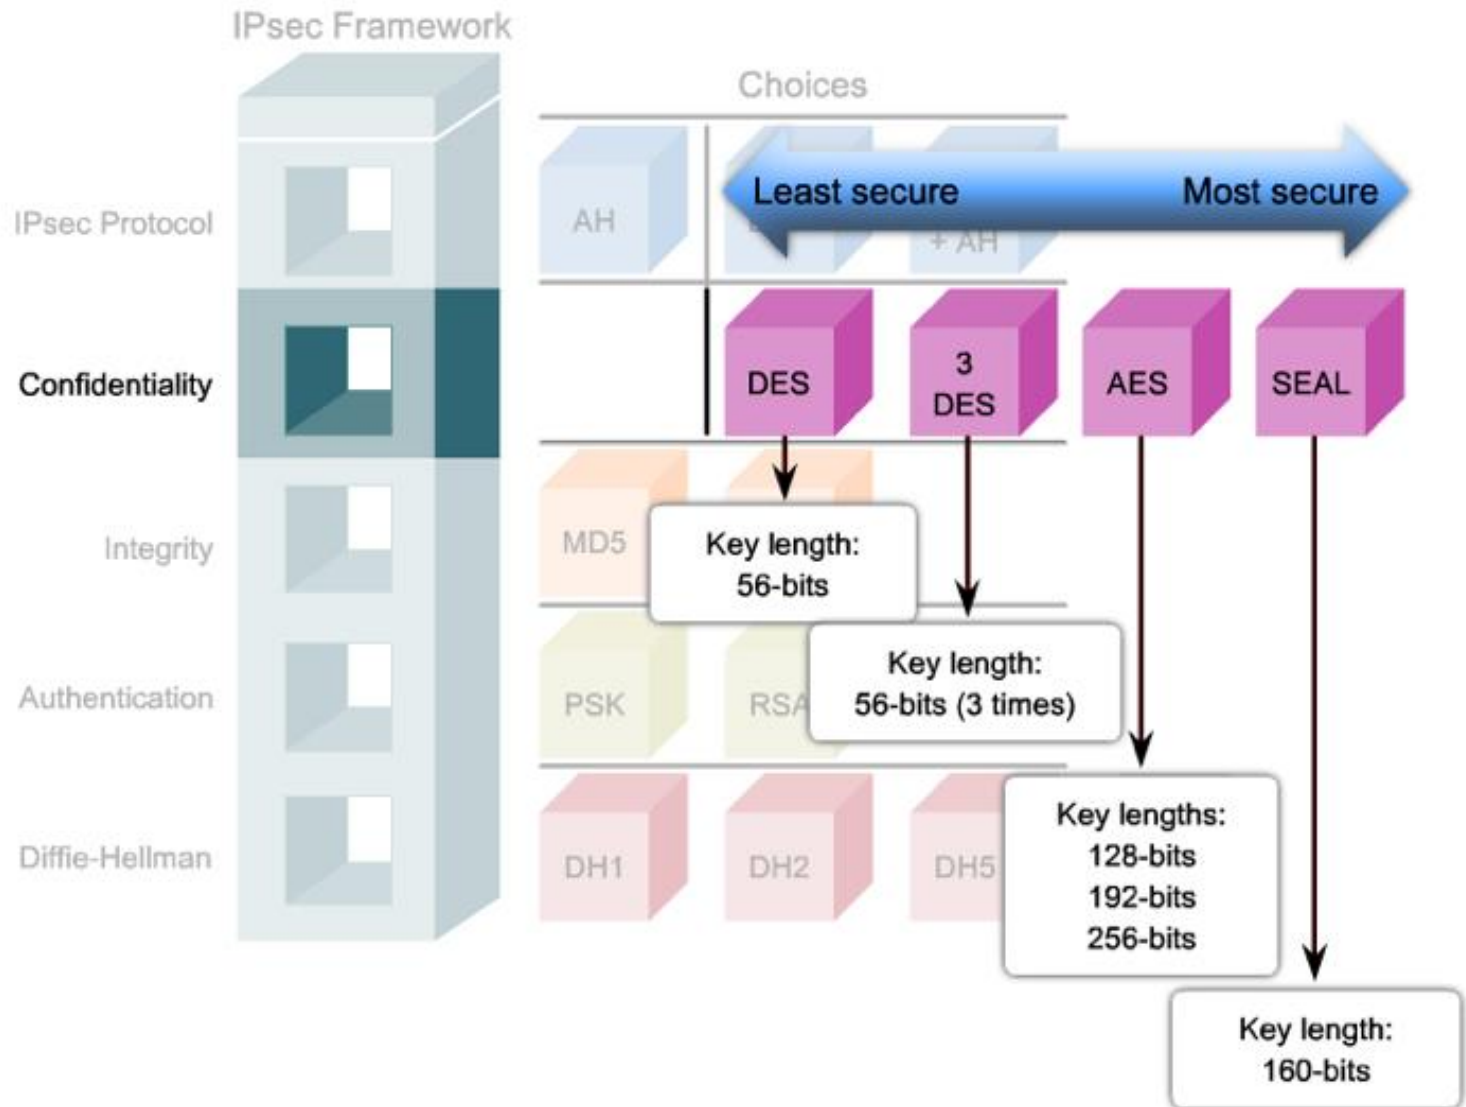 IPsec Framework
Choices
Least secure
Most secure
IPsec Protocol
AH
+ AH
Confidentiality
DES
3
DES
AES
SEAL
Integrity
MD5
Key length:
56-bits
Authentication
PSK
RSA
Key length:
56-bits (3 times)
Diffie-Hellman
DH1
DH2
DH5
Key lengths:
128-bits
192-bits
256-bits
Key length:
160-bits